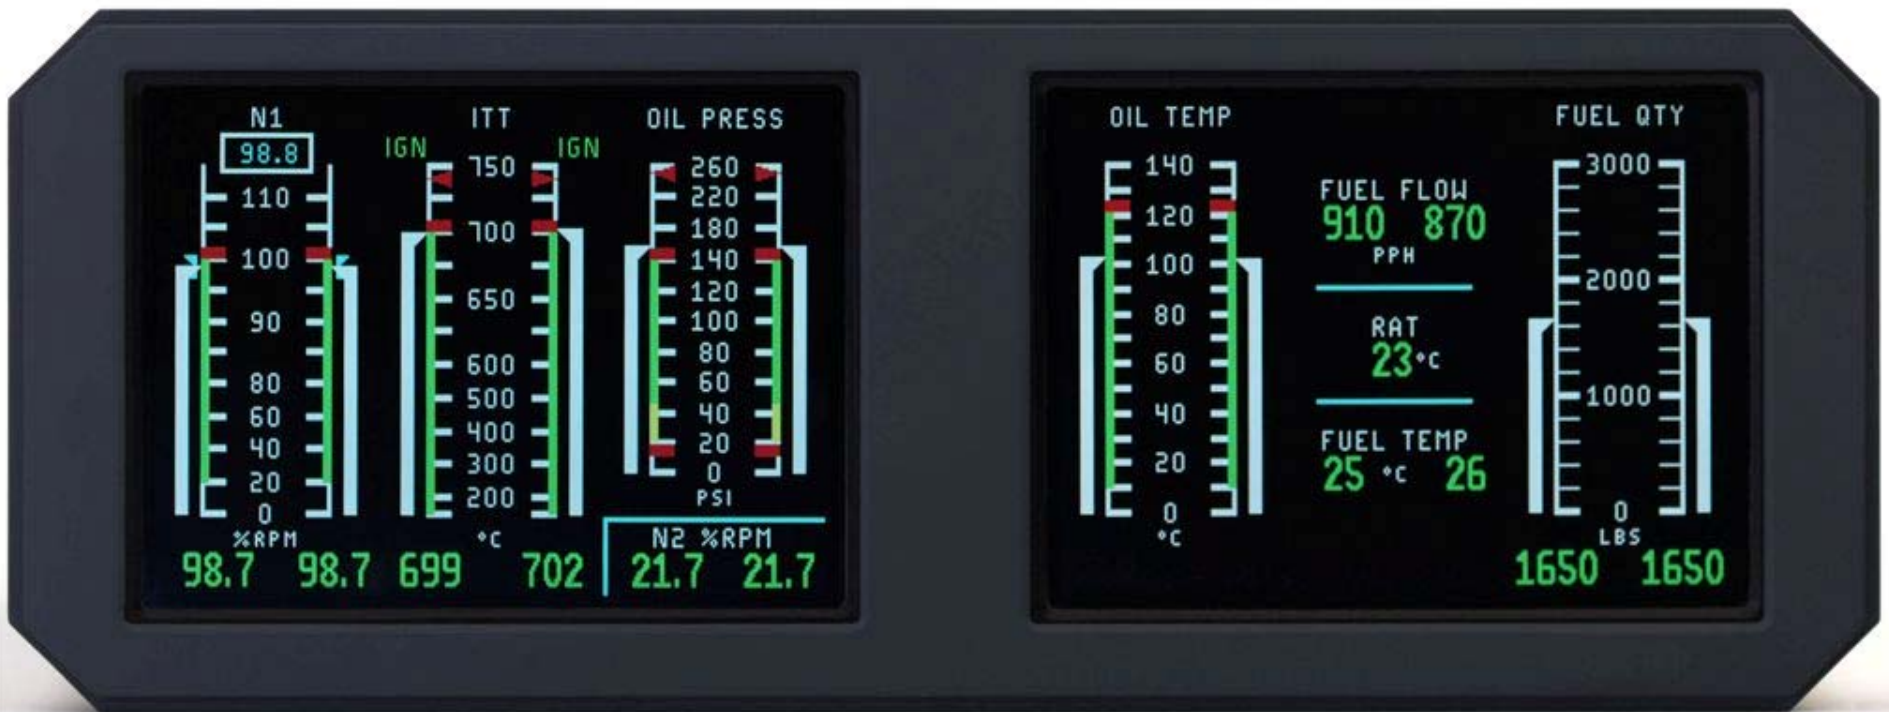 N1
98.8
110
100
90
80
60
40
20
0
%RPM
98.7 98.7
ITT
IGN IGN
750
700
650
600
500
400
300
200
°C
699 702
OIL PRESS
260
220
180
140
120
100
80
60
40
20
0
PSI
N2 %RPM
21.7 21.7
OIL TEMP
140
120
100
80
60
40
20
0
°C
FUEL FLOW
910 870
PPH
RAT
23°C
FUEL TEMP
25 °C 26
FUEL QTY
3000
2000
1000
0
LBS
1650 1650